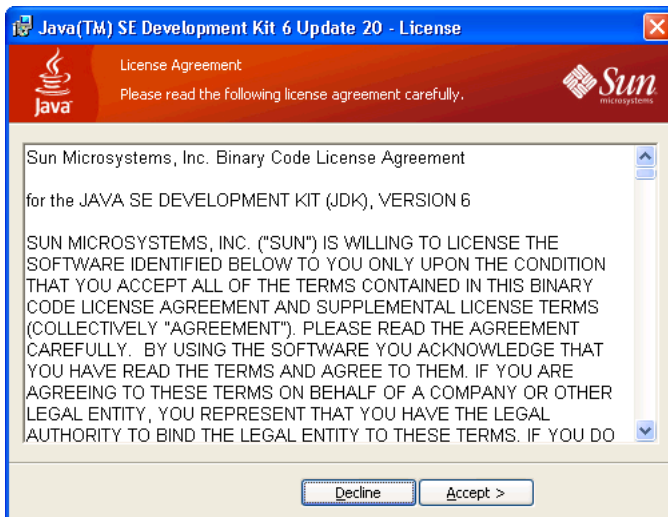 Java(TM) SE Development Kit 6 Update 20 - License
License Agreement
Please read the following license agreement carefully.
Java
Sun
microsystems
Sun Microsystems, Inc. Binary Code License Agreement
for the JAVA SE DEVELOPMENT KIT (JDK), VERSION 6
SUN MICROSYSTEMS, INC. ("SUN") IS WILLING TO LICENSE THE
SOFTWARE IDENTIFIED BELOW TO YOU ONLY UPON THE CONDITION
THAT YOU ACCEPT ALL OF THE TERMS CONTAINED IN THIS BINARY
CODE LICENSE AGREEMENT AND SUPPLEMENTAL LICENSE TERMS
(COLLECTIVELY "AGREEMENT"). PLEASE READ THE AGREEMENT
CAREFULLY.  BY USING THE SOFTWARE YOU ACKNOWLEDGE THAT
YOU HAVE READ THE TERMS AND AGREE TO THEM. IF YOU ARE
AGREEING TO THESE TERMS ON BEHALF OF A COMPANY OR OTHER
LEGAL ENTITY, YOU REPRESENT THAT YOU HAVE THE LEGAL
AUTHORITY TO BIND THE LEGAL ENTITY TO THESE TERMS. IF YOU DO
Decline
Accept >